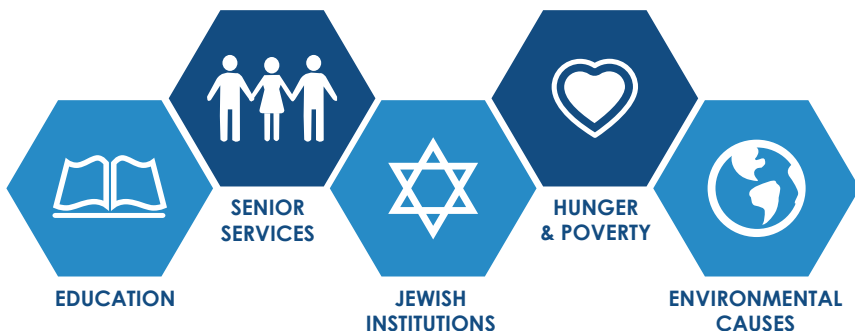 EDUCATION
SENIOR
SERVICES
JEWISH
INSTITUTIONS
HUNGER
& POVERTY
ENVIRONMENTAL
CAUSES